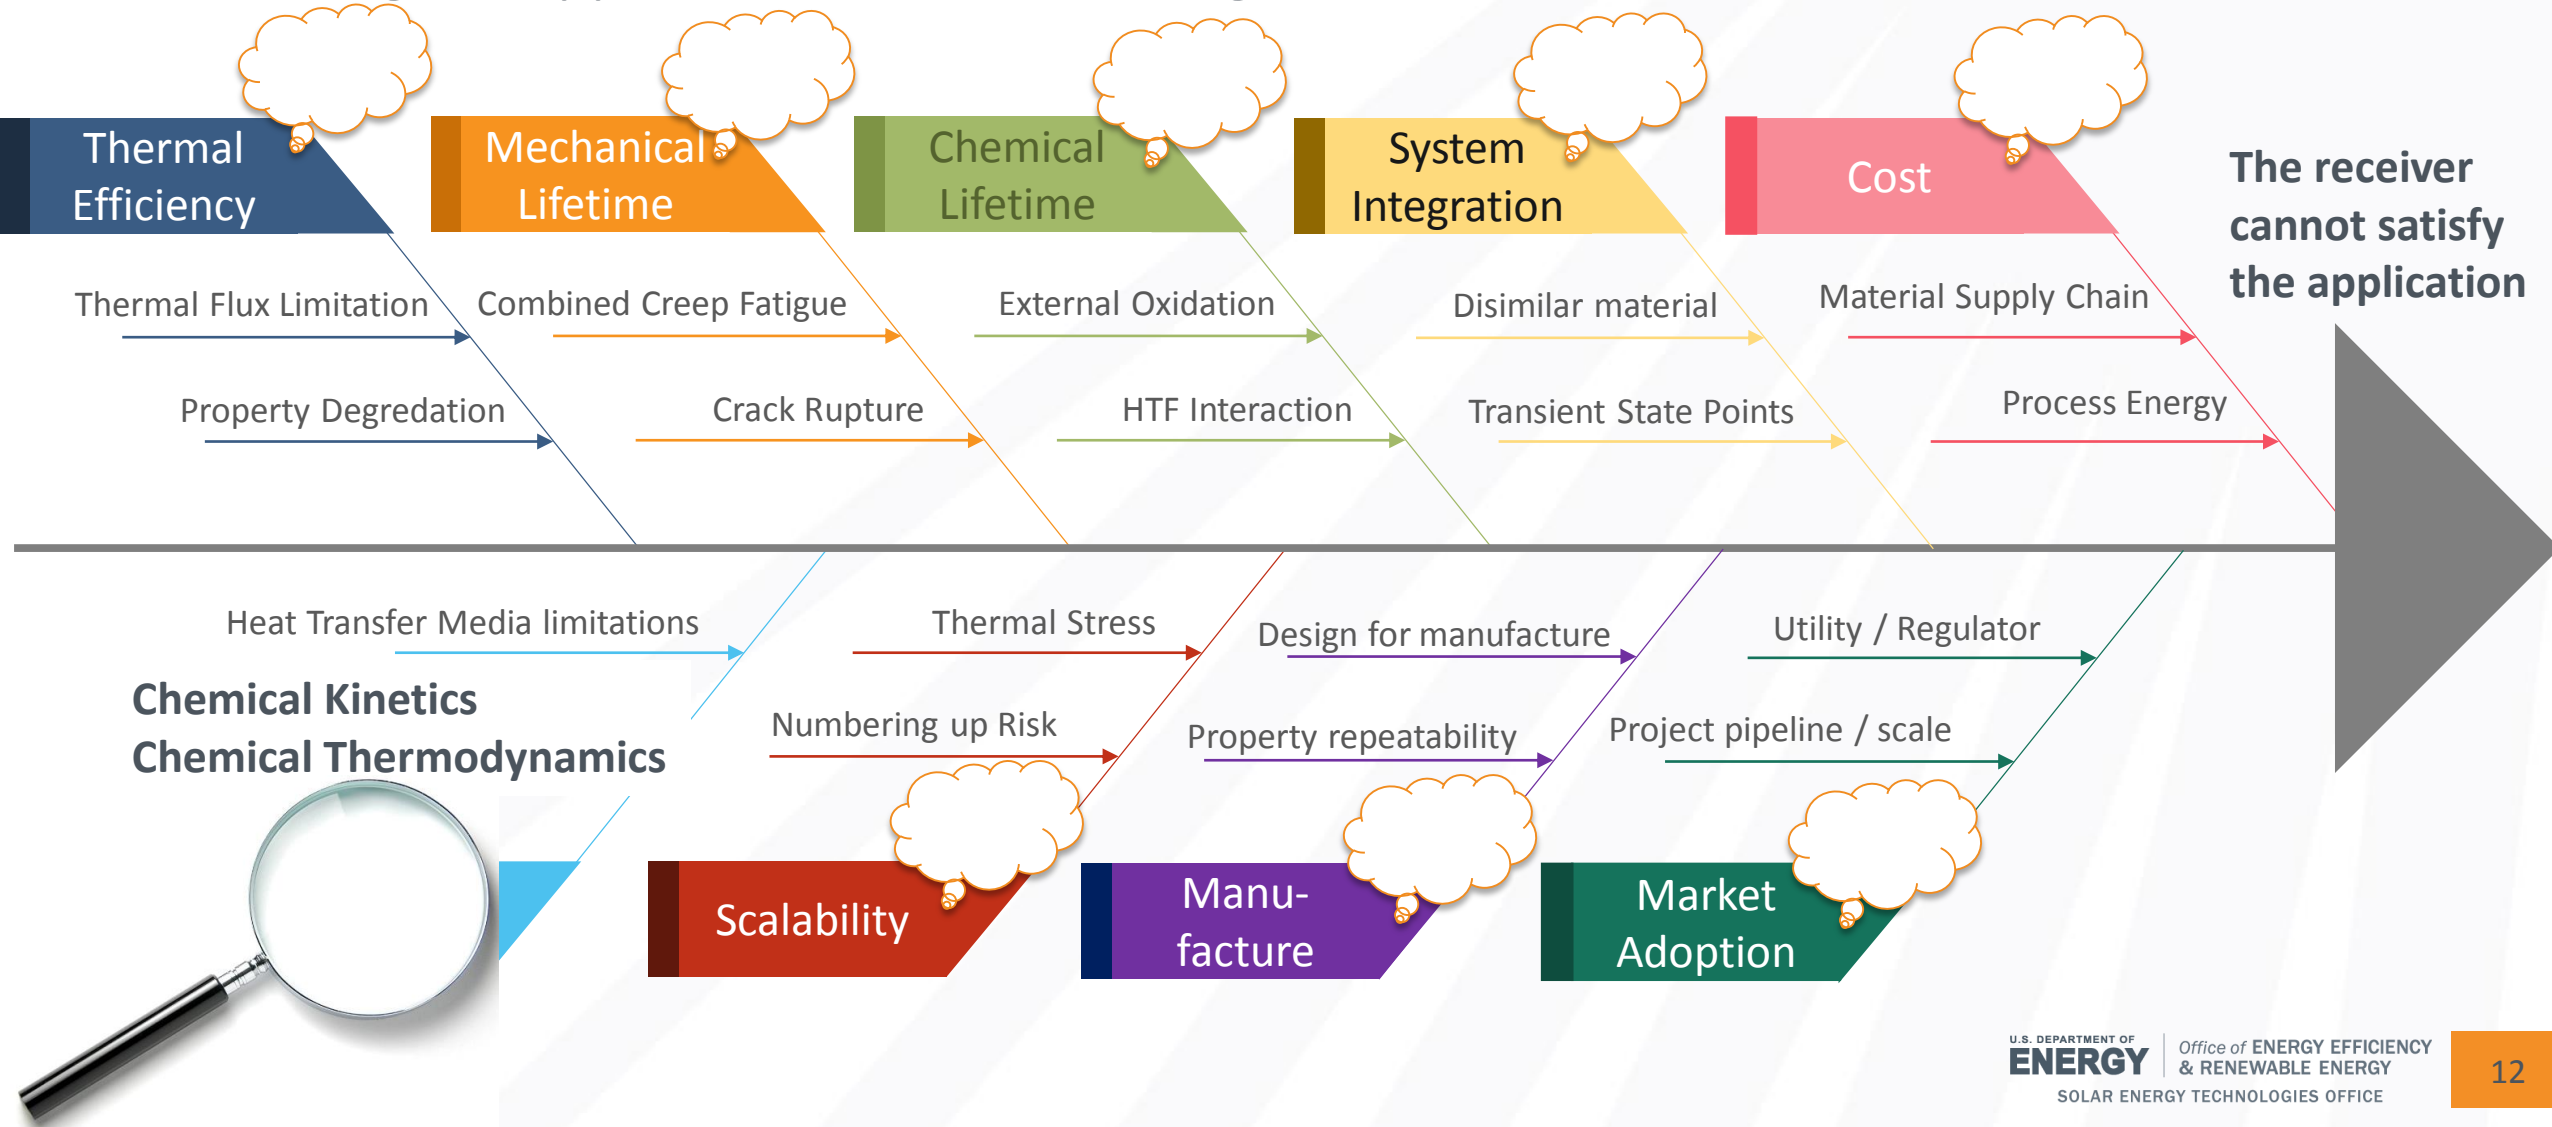 Thermal
Efficiency
Mechanical
Lifetime
Chemical
Lifetime
System
Integration
Cost
The receiver
cannot satisfy
the application
Thermal Flux Limitation
Combined Creep Fatigue
External Oxidation
Disimilar material
Material Supply Chain
Property Degredation
Crack Rupture
HTF Interaction
Transient State Points
Process Energy
Heat Transfer Media limitations
Thermal Stress
Design for manufacture
Utility / Regulator
Chemical Kinetics
Chemical Thermodynamics
Numbering up Risk
Property repeatability
Project pipeline / scale
Scalability
Manu-
facture
Market
Adoption
U.S. DEPARTMENT OF
ENERGY
Office of ENERGY EFFICIENCY
& RENEWABLE ENERGY
SOLAR ENERGY TECHNOLOGIES OFFICE
12